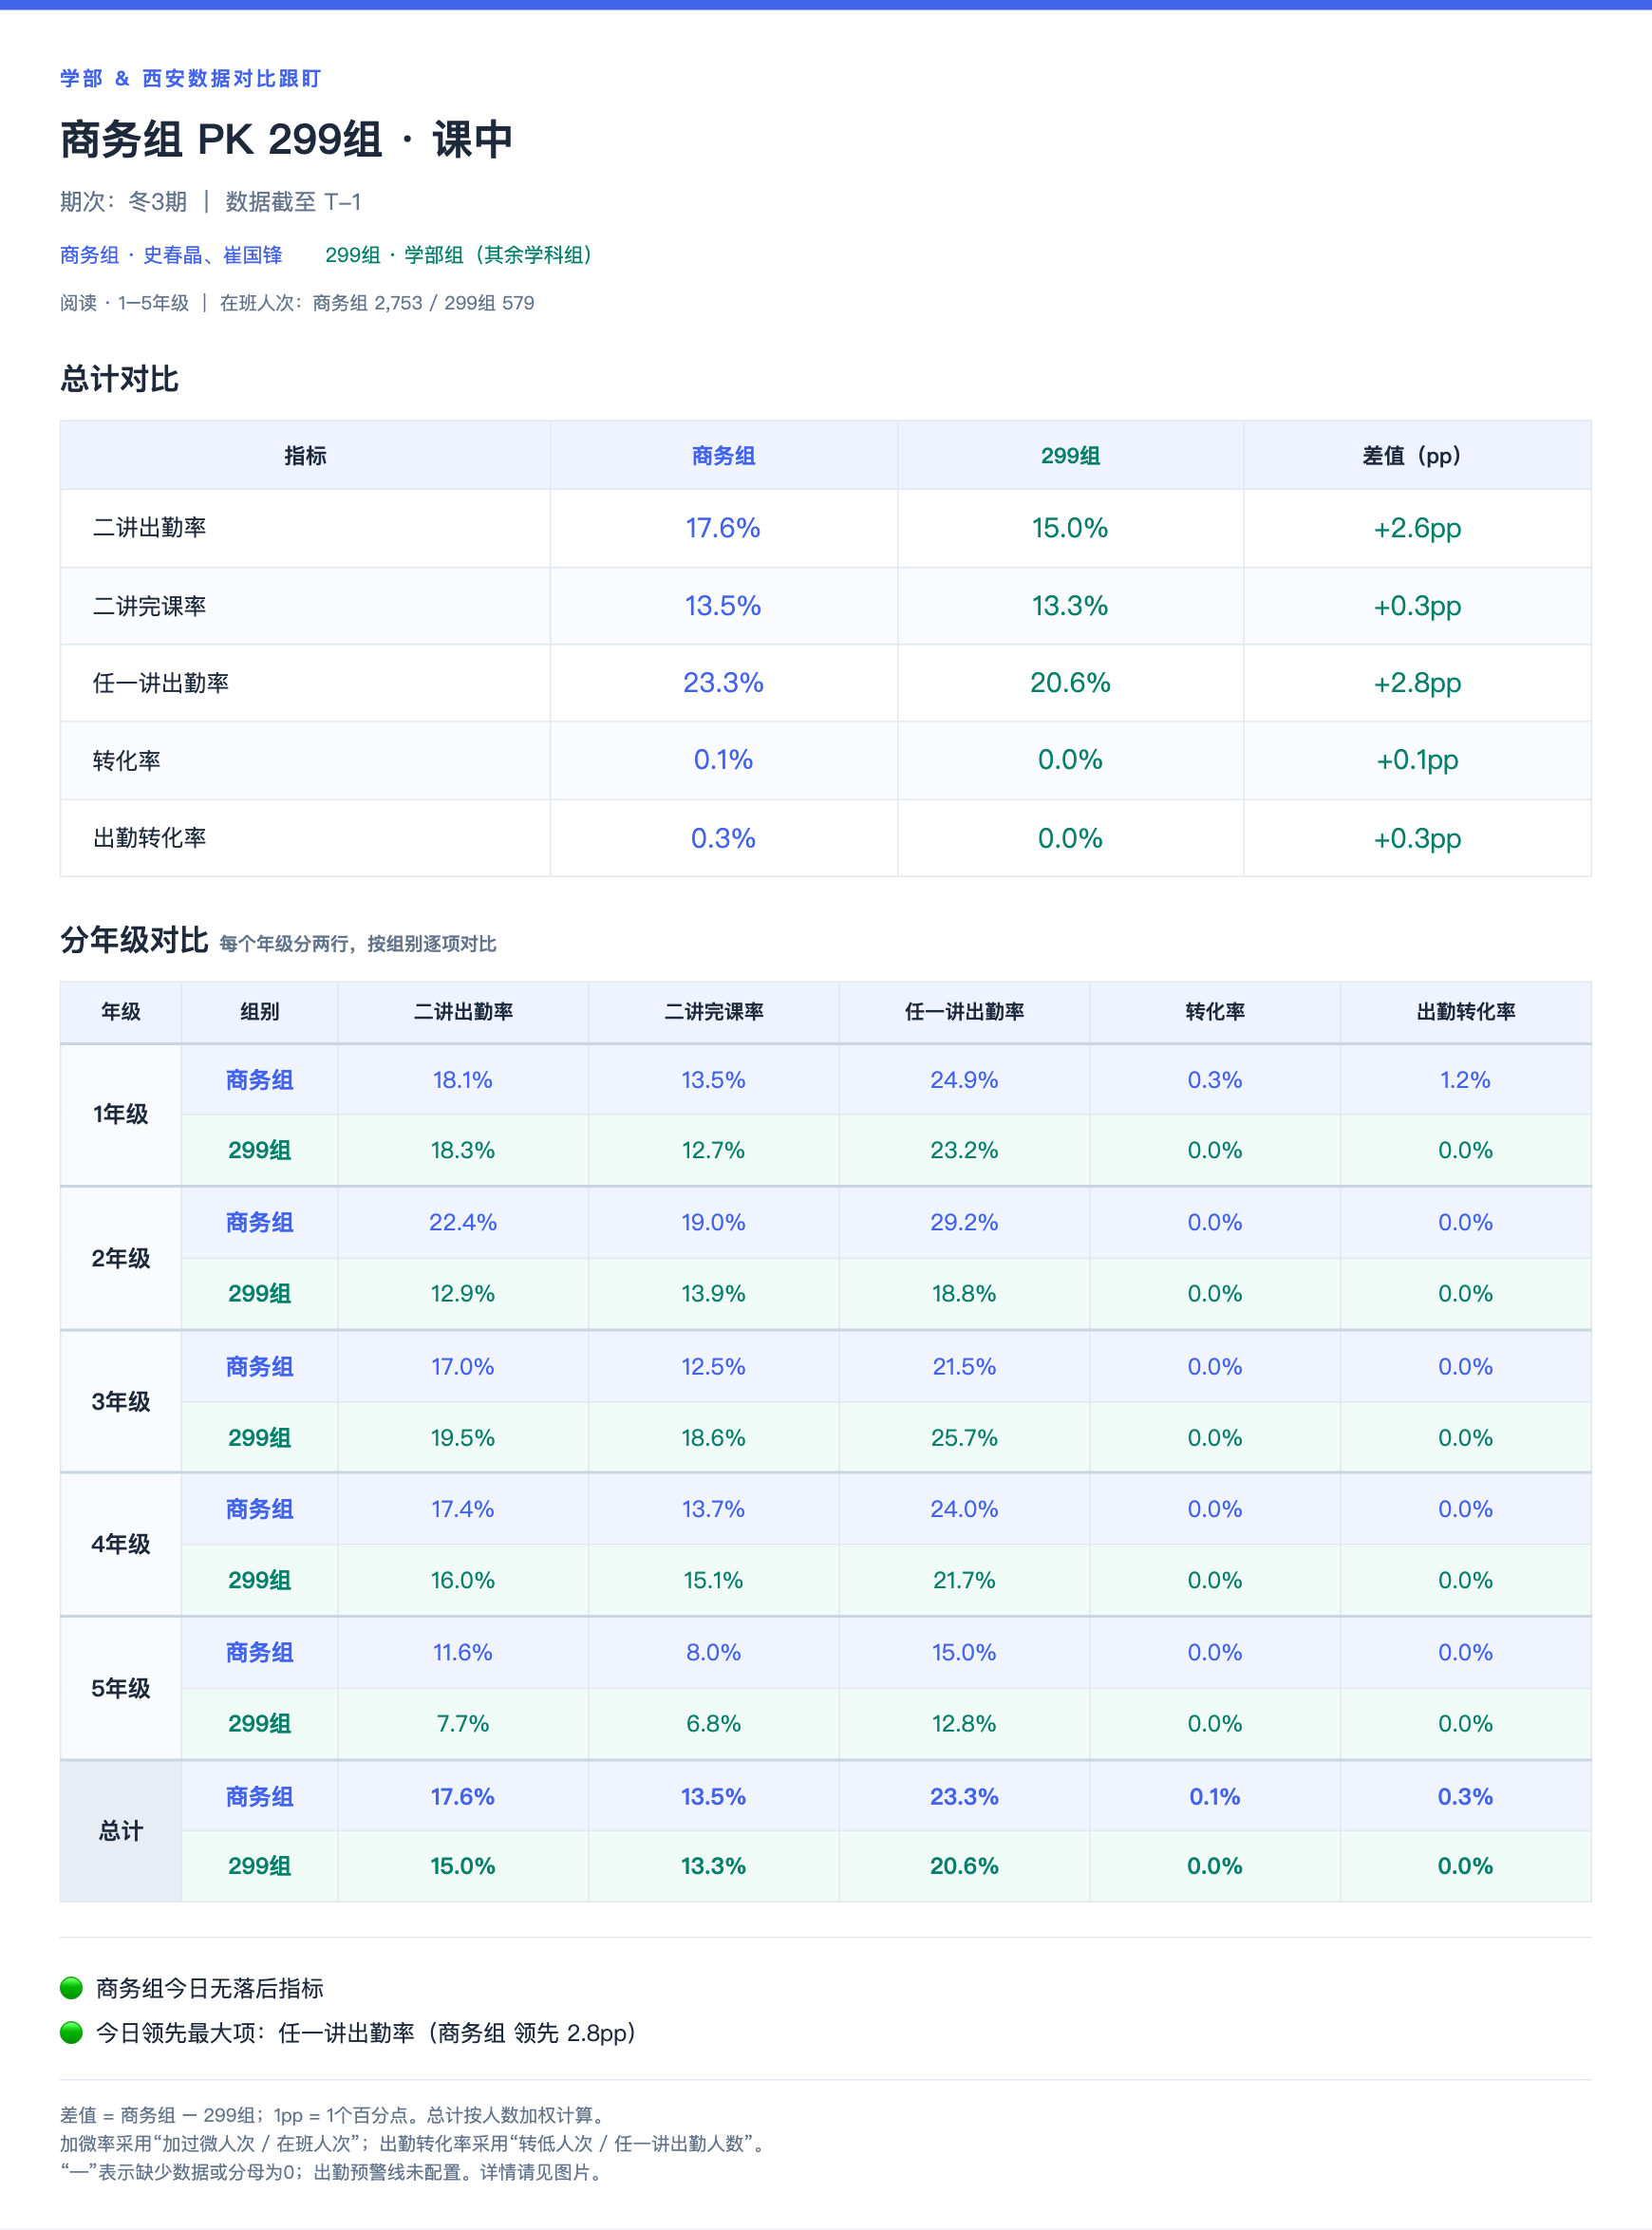 学部 & 西安数据对比跟盯
商务组 PK 299组 · 课中
期次：冬3期 ｜ 数据截至 T–1
商务组 · 史春晶、崔国锋 299组 · 学部组（其余学科组）
阅读 · 1—5年级 ｜ 在班人次：商务组 2,753 / 299组 579
总计对比
指标 商务组 299组 差值（pp）
二讲出勤率 17.6% 15.0% +2.6pp
二讲完课率 13.5% 13.3% +0.3pp
任一讲出勤率 23.3% 20.6% +2.8pp
转化率 0.1% 0.0% +0.1pp
出勤转化率 0.3% 0.0% +0.3pp
分年级对比 每个年级分两行，按组别逐项对比
年级 组别 二讲出勤率 二讲完课率 任一讲出勤率 转化率 出勤转化率
1年级
商务组 18.1% 13.5% 24.9% 0.3% 1.2%
299组 18.3% 12.7% 23.2% 0.0% 0.0%
2年级
商务组 22.4% 19.0% 29.2% 0.0% 0.0%
299组 12.9% 13.9% 18.8% 0.0% 0.0%
3年级
商务组 17.0% 12.5% 21.5% 0.0% 0.0%
299组 19.5% 18.6% 25.7% 0.0% 0.0%
4年级
商务组 17.4% 13.7% 24.0% 0.0% 0.0%
299组 16.0% 15.1% 21.7% 0.0% 0.0%
5年级
商务组 11.6% 8.0% 15.0% 0.0% 0.0%
299组 7.7% 6.8% 12.8% 0.0% 0.0%
总计
商务组 17.6% 13.5% 23.3% 0.1% 0.3%
299组 15.0% 13.3% 20.6% 0.0% 0.0%
商务组今日无落后指标
今日领先最大项：任一讲出勤率（商务组 领先 2.8pp）
差值 = 商务组 − 299组；1pp = 1个百分点。总计按人数加权计算。
加微率采用“加过微人次 / 在班人次”；出勤转化率采用“转低人次 / 任一讲出勤人数”。
“—”表示缺少数据或分母为0；出勤预警线未配置。详情请见图片。